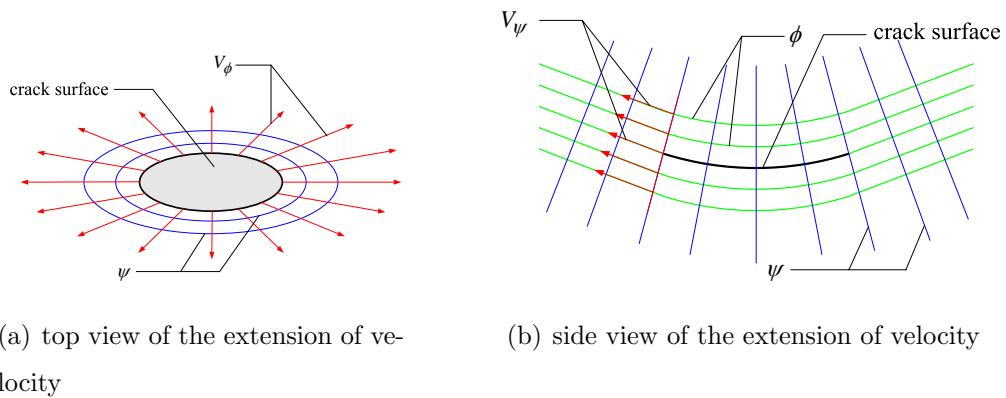 V_ϕ
crack surface
ψ
V_ψ
ϕ
crack surface
ψ
(a) top view of the extension of ve-
locity
(b) side view of the extension of velocity